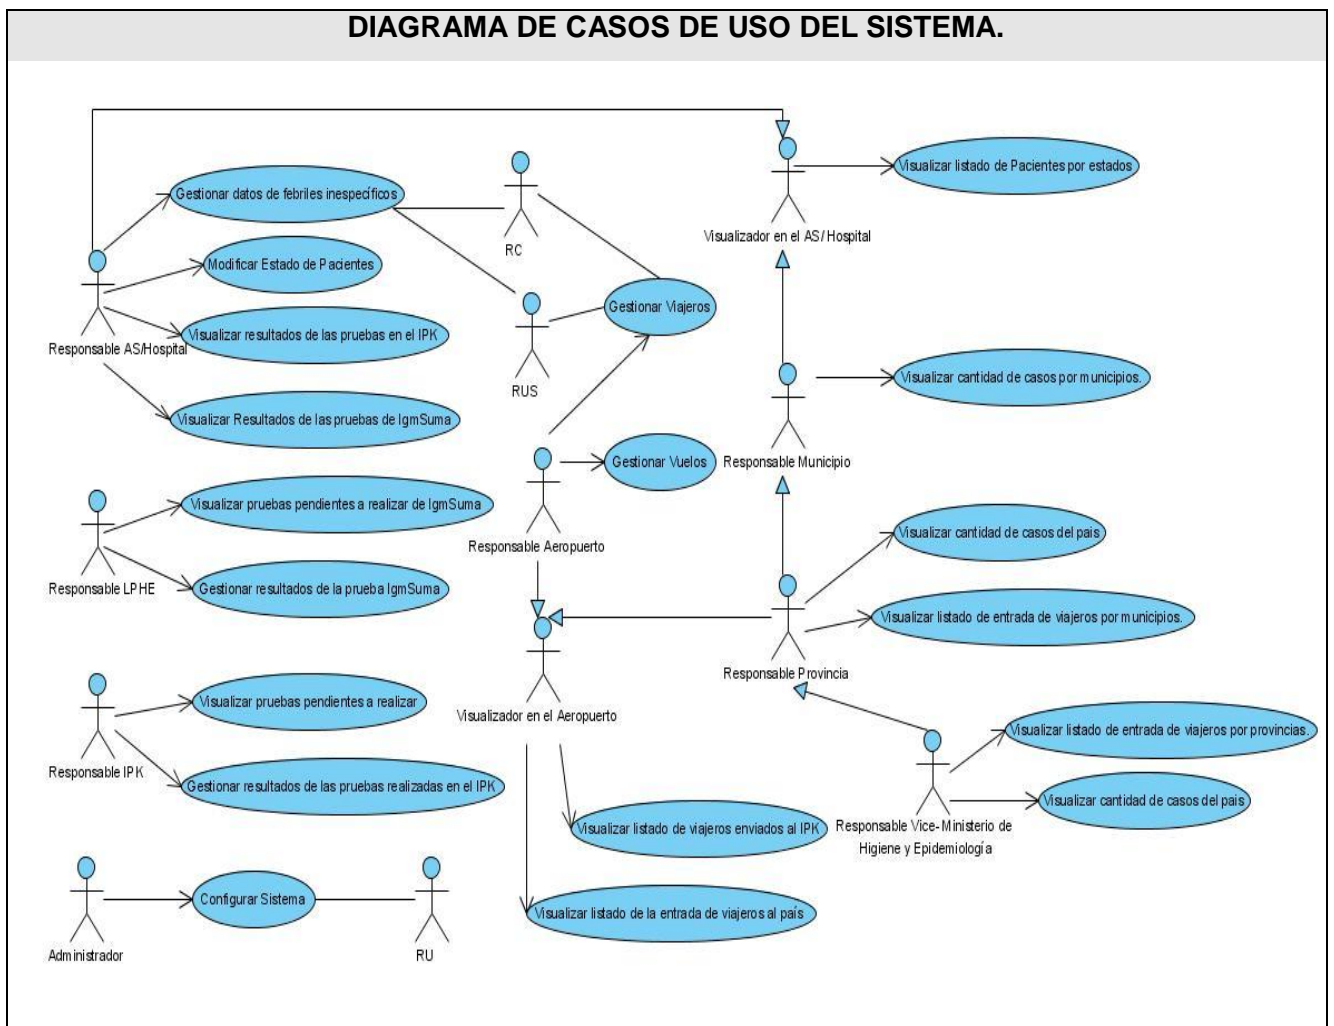 DIAGRAMA DE CASOS DE USO DEL SISTEMA.
Visualizar listado de Pacientes por estados
Gestionar datos de febriles inespecíficos
Visualizador en el AS/Hospital
RC
Modificar Estado de Pacientes
Gestionar Viajeros
Visualizar resultados de las pruebas en el IPK
Responsable AS/Hospital
RUS
Visualizar cantidad de casos por municipios.
Visualizar Resultados de las pruebas de IgmSuma
Gestionar Vuelos
Responsable Municipio
Visualizar pruebas pendientes a realizar de IgmSuma
Visualizar cantidad de casos del pais
Responsable Aeropuerto
Responsable LPHE
Gestionar resultados de la prueba IgmSuma
Visualizar listado de entrada de viajeros por municipios.
Responsable Provincia
Visualizar pruebas pendientes a realizar
Visualizador en el Aeropuerto
Visualizar listado de entrada de viajeros por provincias.
Responsable IPK
Gestionar resultados de las pruebas realizadas en el IPK
Visualizar cantidad de casos del pais
Visualizar listado de viajeros enviados al IPK
Responsable Vice-Ministerio de
Higiene y Epidemiología
Configurar Sistema
Visualizar listado de la entrada de viajeros al país
Administrador
RU